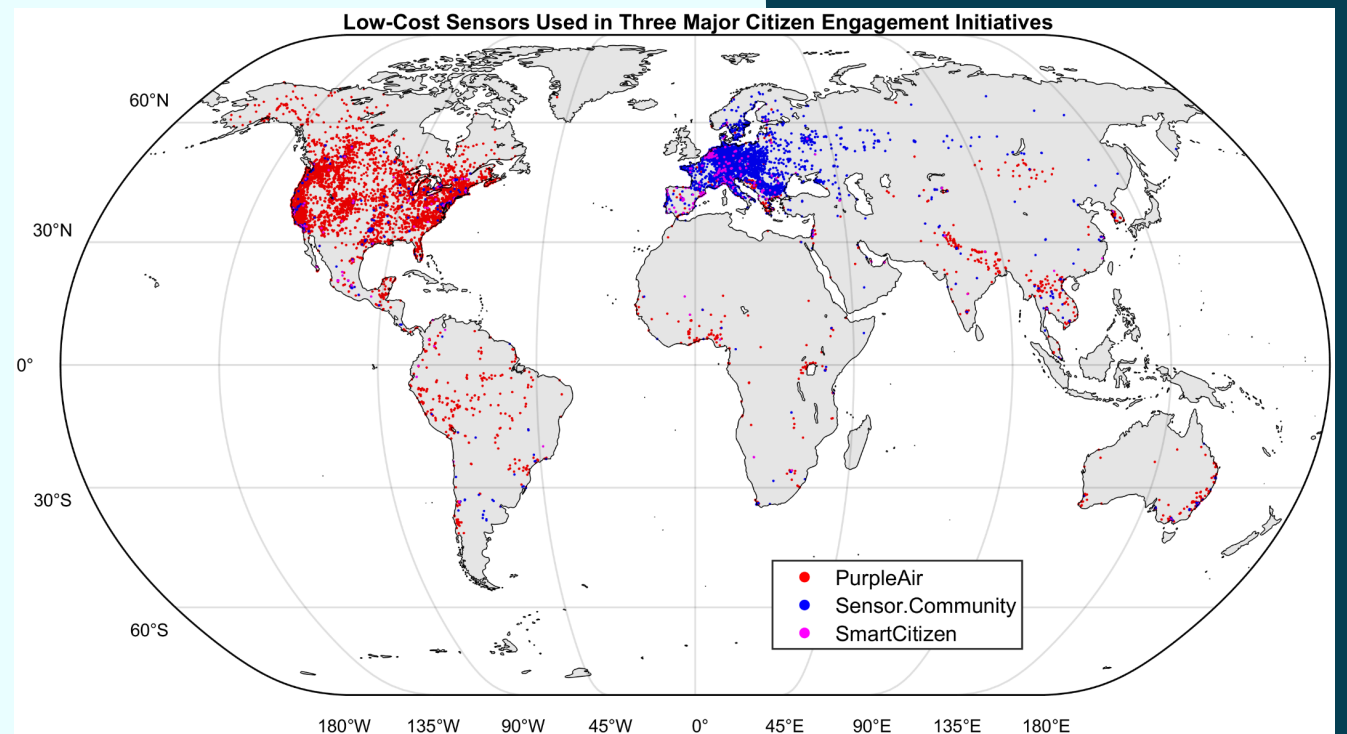 Low-Cost Sensors Used in Three Major Citizen Engagement Initiatives
60°N
30°N
0°
30°S
60°S
PurpleAir
Sensor.Community
SmartCitizen
180°W 135°W 90°W 45°W 0° 45°E 90°E 135°E 180°E